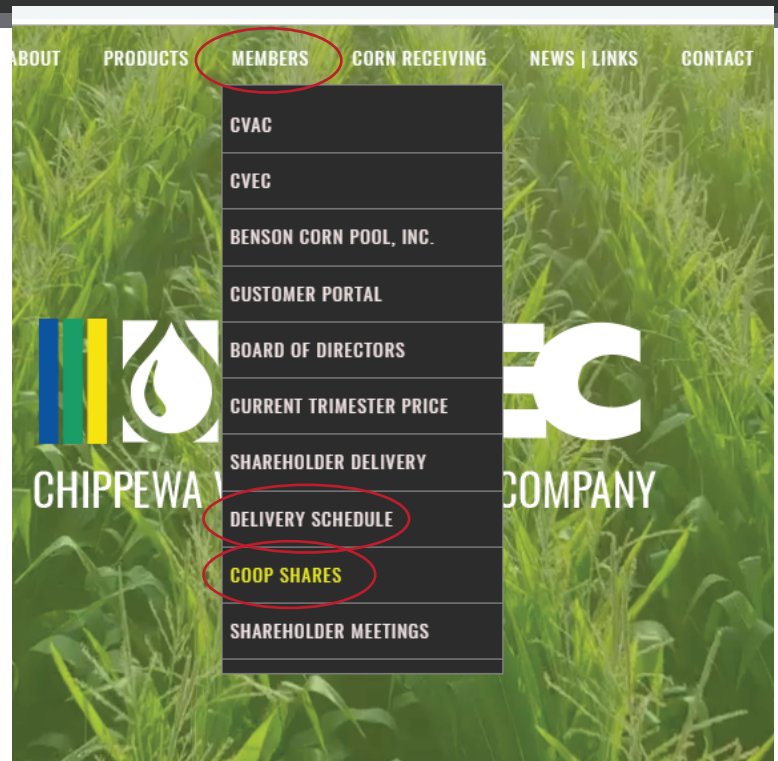 ABOUT PRODUCTS MEMBERS CORN RECEIVING NEWS | LINKS CONTACT
CVAC
CVEC
BENSON CORN POOL, INC.
CUSTOMER PORTAL
BOARD OF DIRECTORS
CURRENT TRIMESTER PRICE
SHAREHOLDER DELIVERY
DELIVERY SCHEDULE
COOP SHARES
SHAREHOLDER MEETINGS
EC
CHIPPEWA V COMPANY